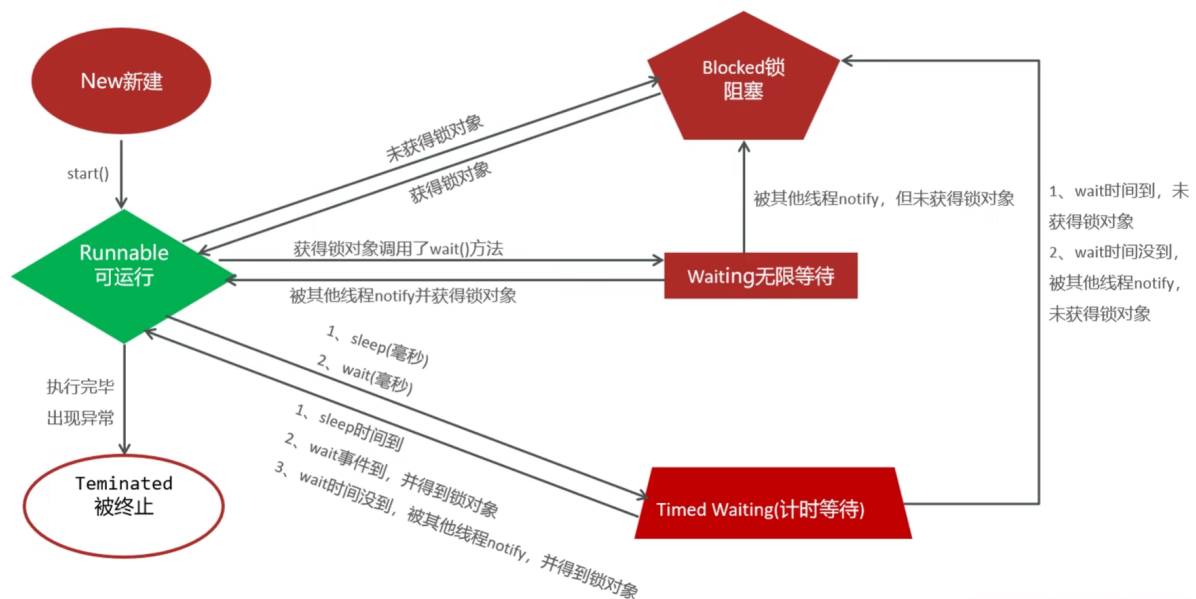 New新建
start()
Runnable
可运行
执行完毕
出现异常
Teminated
被终止
未获得锁对象
获得锁对象
获得锁对象调用了wait()方法
被其他线程notify并获得锁对象
1、sleep(毫秒)
2、wait(毫秒)
1、sleep时间到
2、wait事件到，并得到锁对象
3、wait时间没到，被其他线程notify，并得到锁对象
Blocked锁
阻塞
被其他线程notify，但未获得锁对象
Waiting无限等待
Timed Waiting(计时等待)
1、wait时间到，未
获得锁对象
2、wait时间没到，
被其他线程notify，
未获得锁对象